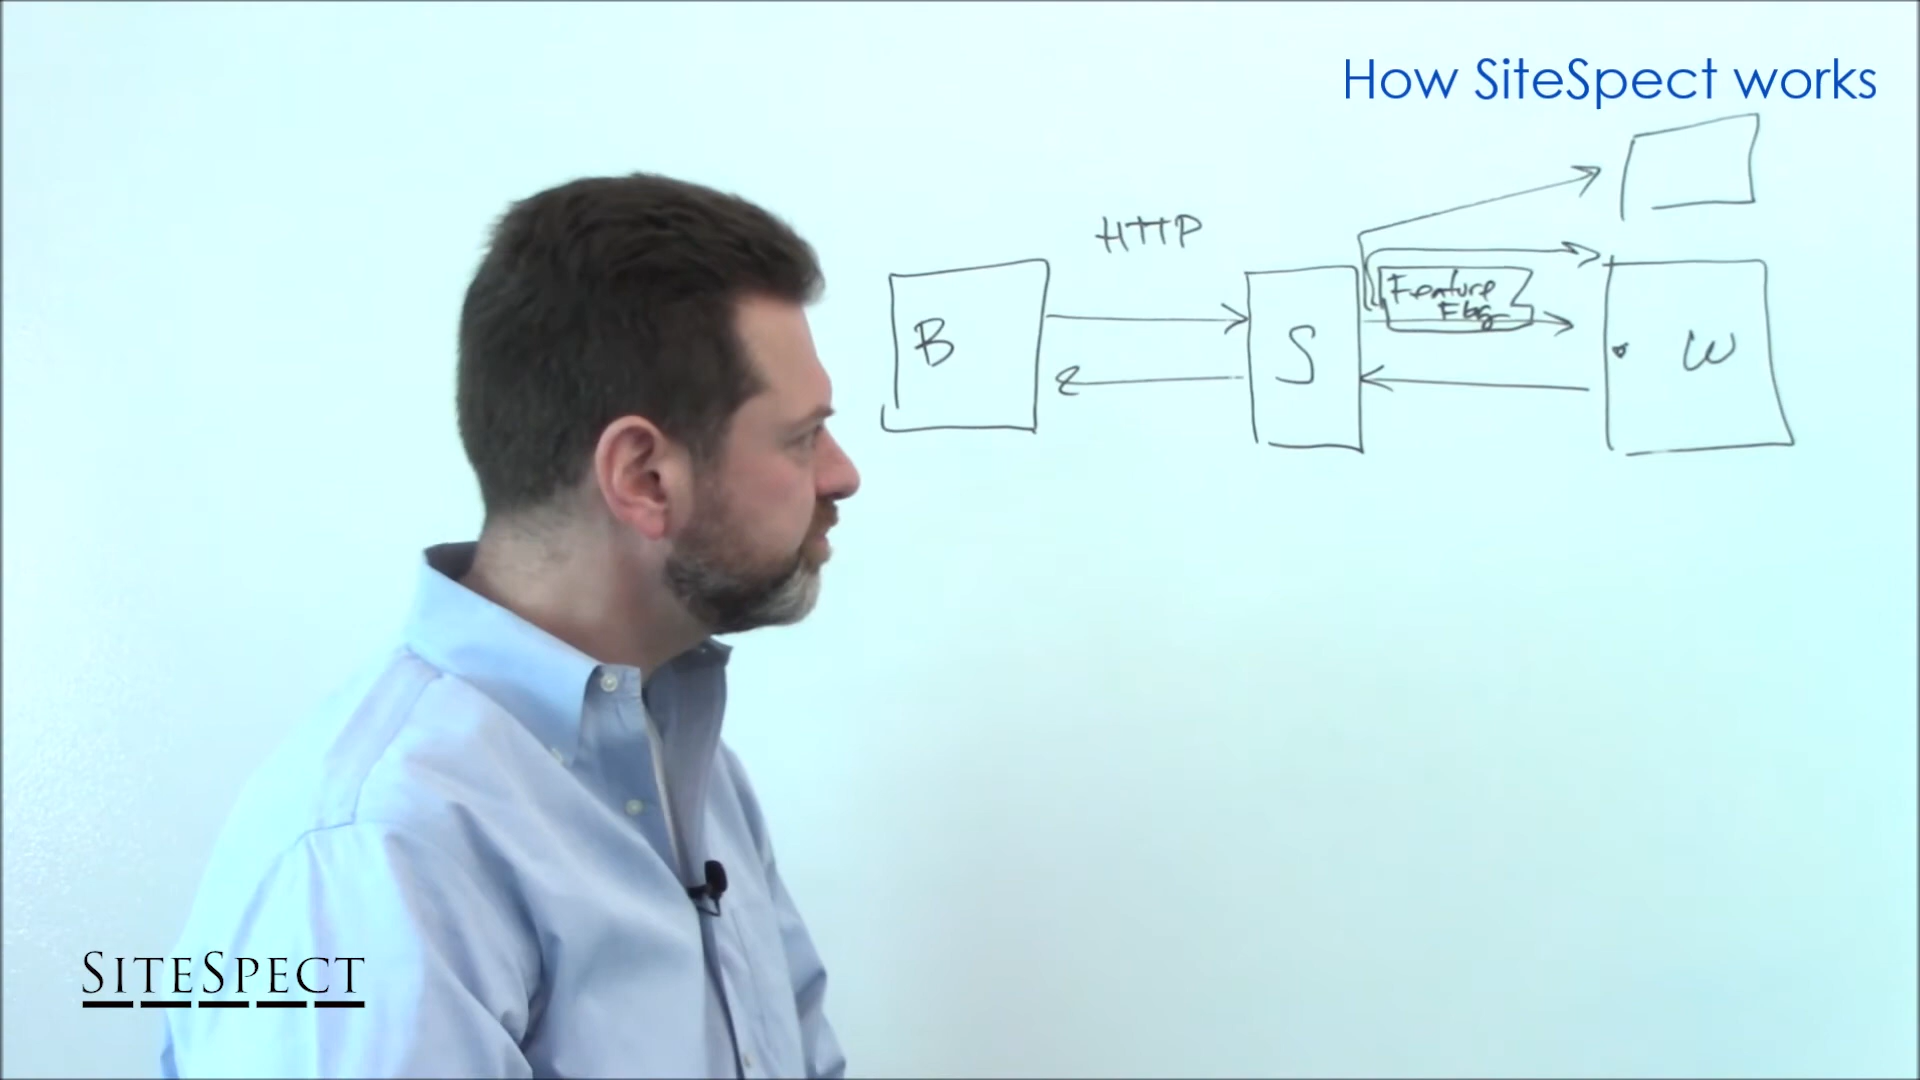 How SiteSpect works
HTTP
Feature
Flag
B
S
W
SITESPECT